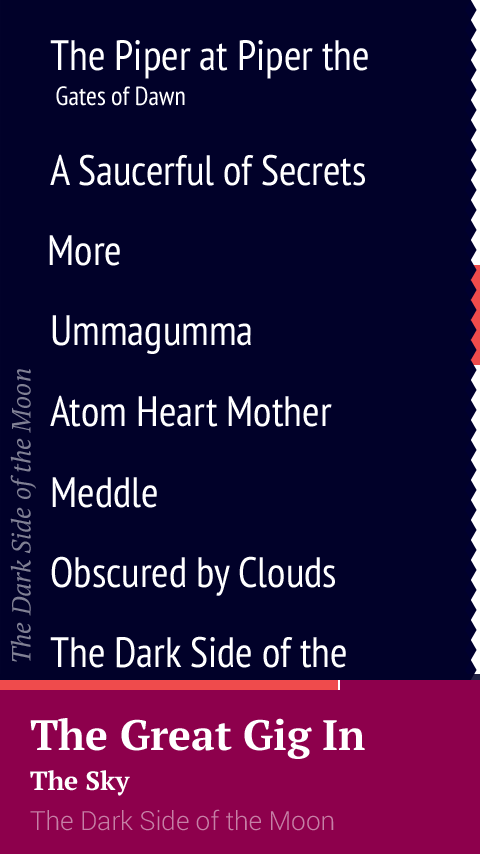 The Piper at Piper the
Gates of Dawn
A Saucerful of Secrets
More
Ummagumma
Atom Heart Mother
Meddle
Obscured by Clouds
The Dark Side of the
The Dark Side of the Moon
The Great Gig In
The Sky
The Dark Side of the Moon